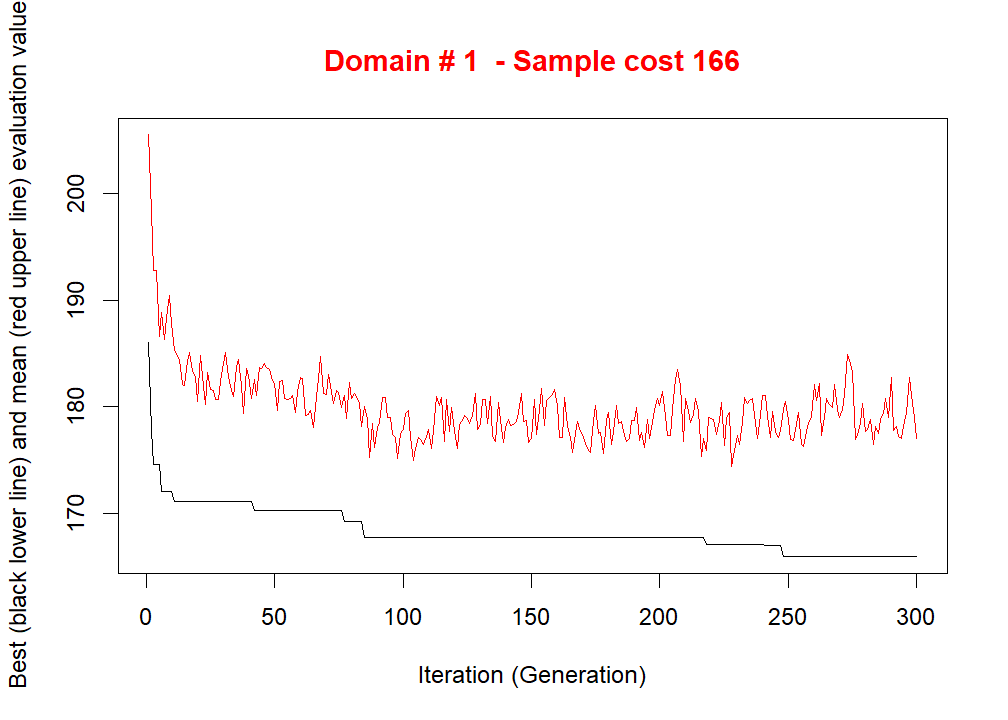 Domain # 1  - Sample cost 166
Best (black lower line) and mean (red upper line) evaluation value
200
190
180
170
0 50 100 150 200 250 300
Iteration (Generation)